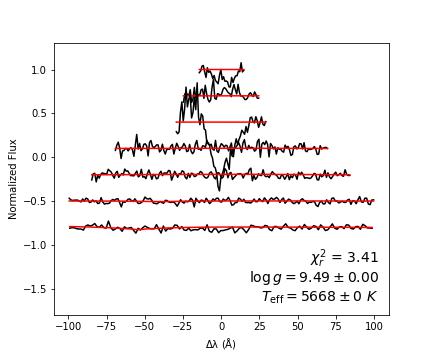 1.0
0.5
0.0
−0.5
−1.0
−1.5
Normalized Flux
χ²ᵣ = 3.41
log g = 9.49 ± 0.00
T_eff = 5668 ± 0 K
−100 −75 −50 −25 0 25 50 75 100
Δλ (Å)